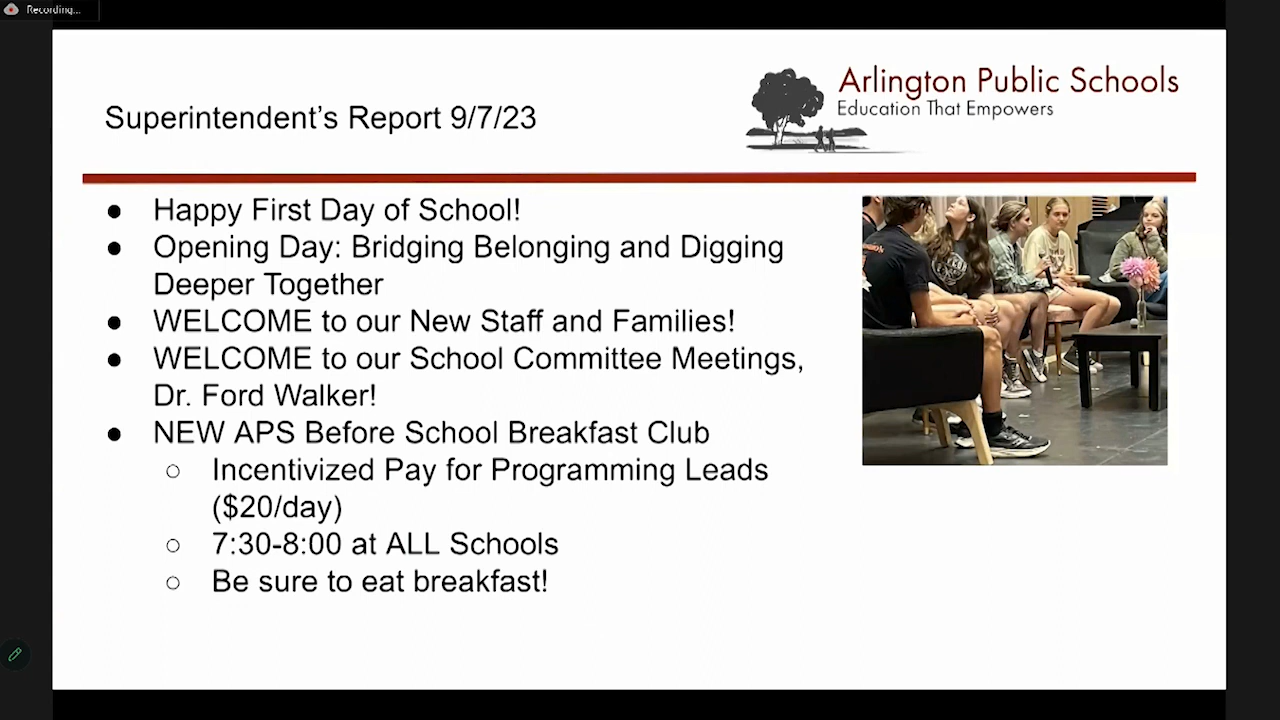 Recording...
Arlington Public Schools
Education That Empowers
Superintendent's Report 9/7/23
● Happy First Day of School!
● Opening Day: Bridging Belonging and Digging
Deeper Together
● WELCOME to our New Staff and Families!
● WELCOME to our School Committee Meetings,
Dr. Ford Walker!
● NEW APS Before School Breakfast Club
○ Incentivized Pay for Programming Leads
($20/day)
○ 7:30-8:00 at ALL Schools
○ Be sure to eat breakfast!